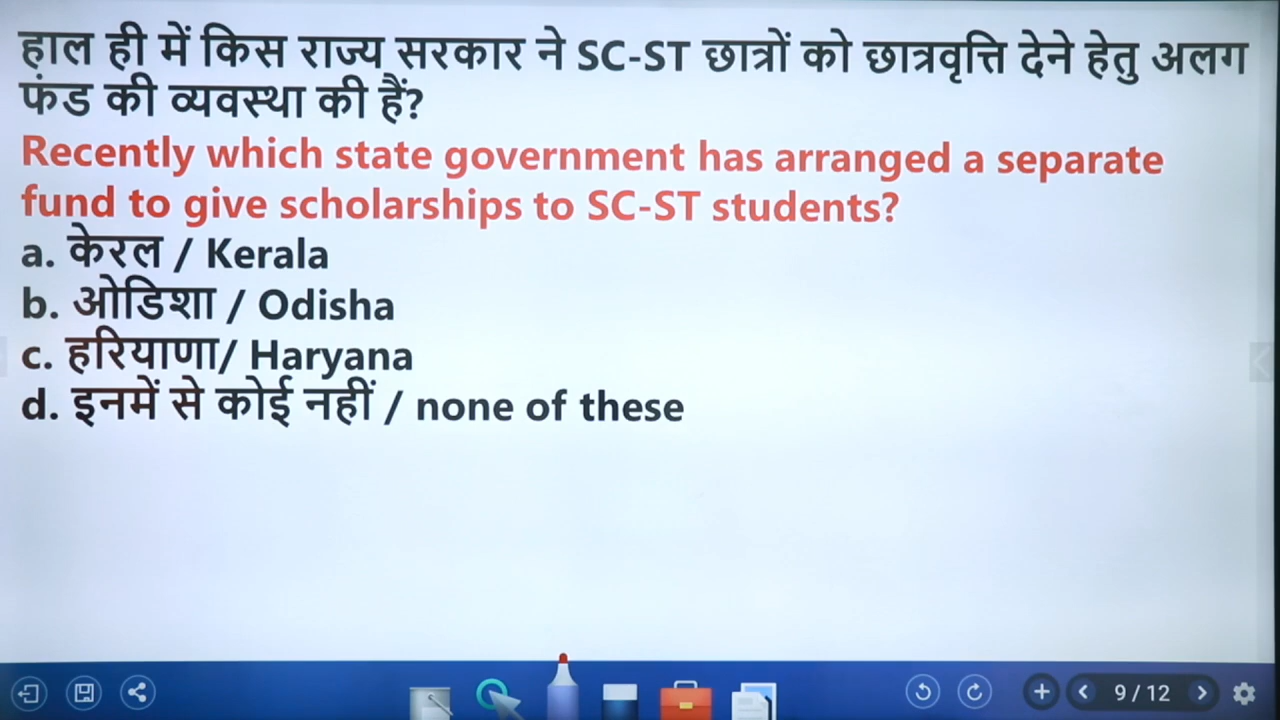 हाल ही में किस राज्य सरकार ने SC-ST छात्रों को छात्रवृत्ति देने हेतु अलग
फंड की व्यवस्था की हैं?
Recently which state government has arranged a separate
fund to give scholarships to SC-ST students?
a. केरल / Kerala
b. ओडिशा / Odisha
c. हरियाणा/ Haryana
d. इनमें से कोई नहीं / none of these
9 / 12